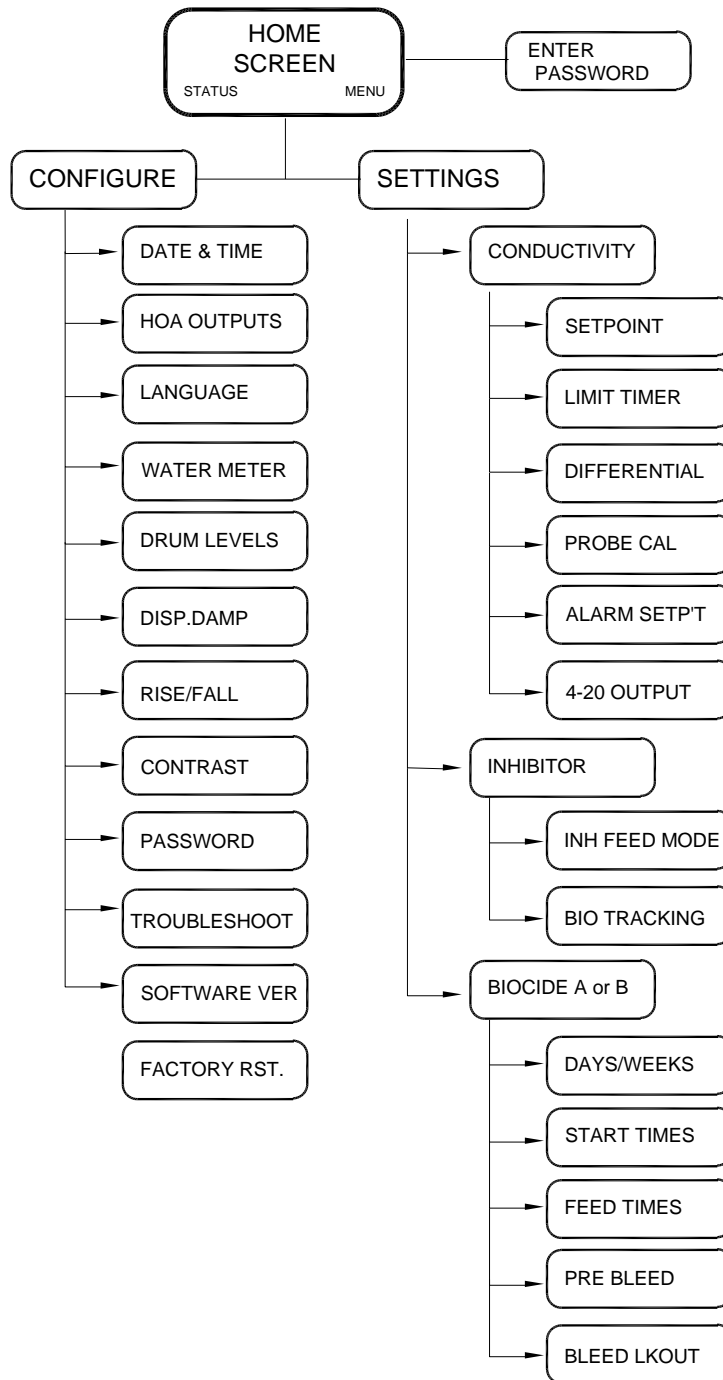 HOME
SCREEN
STATUS MENU
ENTER
PASSWORD
CONFIGURE
DATE & TIME
HOA OUTPUTS
LANGUAGE
WATER METER
DRUM LEVELS
DISP.DAMP
RISE/FALL
CONTRAST
PASSWORD
TROUBLESHOOT
SOFTWARE VER
FACTORY RST.
SETTINGS
CONDUCTIVITY
SETPOINT
LIMIT TIMER
DIFFERENTIAL
PROBE CAL
ALARM SETP'T
4-20 OUTPUT
INHIBITOR
INH FEED MODE
BIO TRACKING
BIOCIDE A or B
DAYS/WEEKS
START TIMES
FEED TIMES
PRE BLEED
BLEED LKOUT